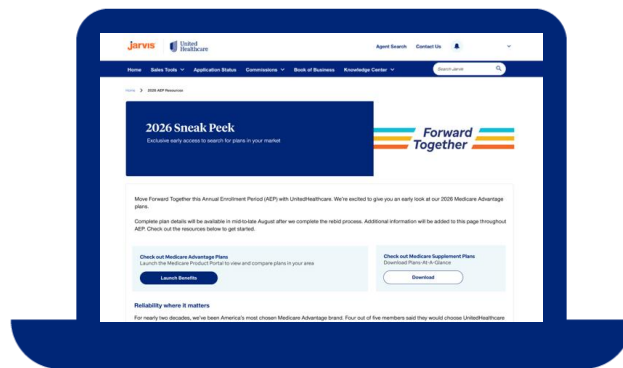 Jarvis United Healthcare Agent Search Contact Us
Home Sales Tools Application Status Commissions Book of Business Knowledge Center Search Jarvis
Home > 2026 AEP Resources
2026 Sneak Peek
Exclusive early access to search for plans in your market
Forward
Together
Move Forward Together this Annual Enrollment Period (AEP) with UnitedHealthcare. We're excited to give you an early look at our 2026 Medicare Advantage
plans.
Complete plan details will be available in mid-to-late August after we complete the rebid process. Additional information will be added to this page throughout
AEP. Check out the resources below to get started.
Check out Medicare Advantage Plans
Launch the Medicare Product Portal to view and compare plans in your area
Launch Benefits
Check out Medicare Supplement Plans
Download Plans-At-A-Glance
Download
Reliability where it matters
For nearly two decades, we've been America's most chosen Medicare Advantage brand. Four out of five members said they would choose UnitedHealthcare